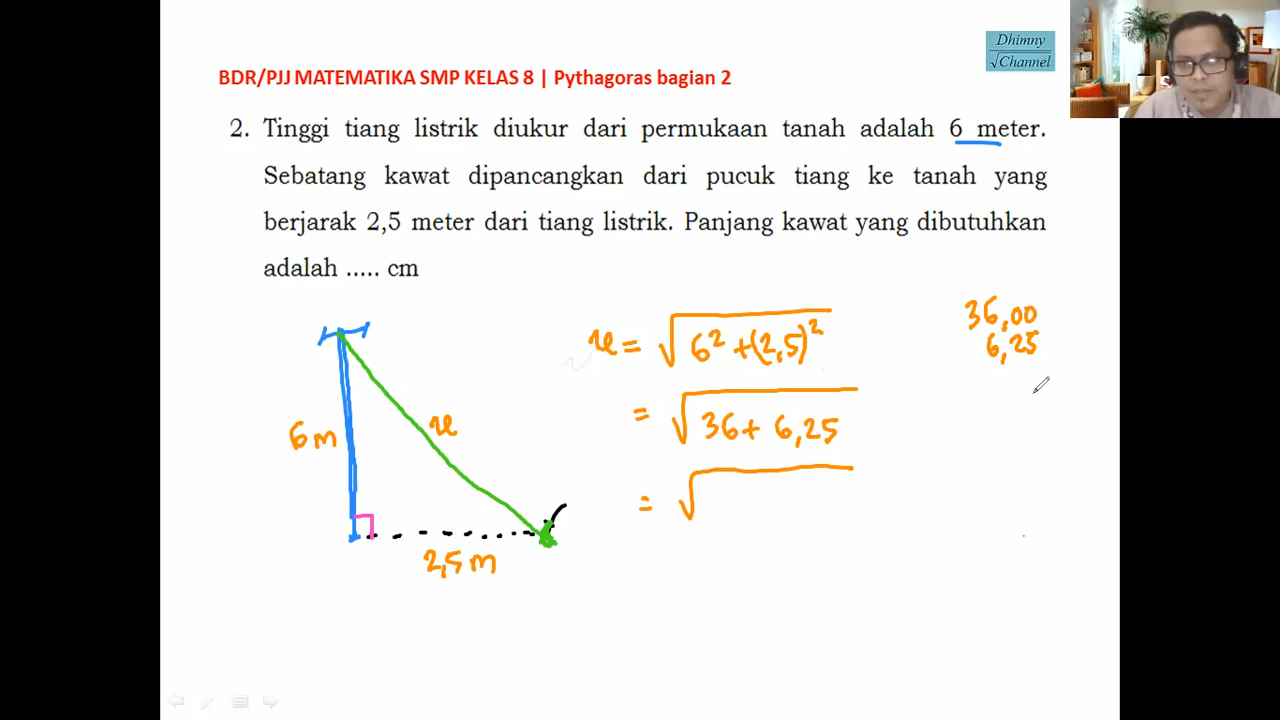 Dhimny
√Channel
BDR/PJJ MATEMATIKA SMP KELAS 8 | Pythagoras bagian 2
2. Tinggi tiang listrik diukur dari permukaan tanah adalah 6 meter.
Sebatang kawat dipancangkan dari pucuk tiang ke tanah yang
berjarak 2,5 meter dari tiang listrik. Panjang kawat yang dibutuhkan
adalah ..... cm
6 m
x
2,5 m
x = √6² + (2,5)²
= √36 + 6,25
= √
36,00
6,25